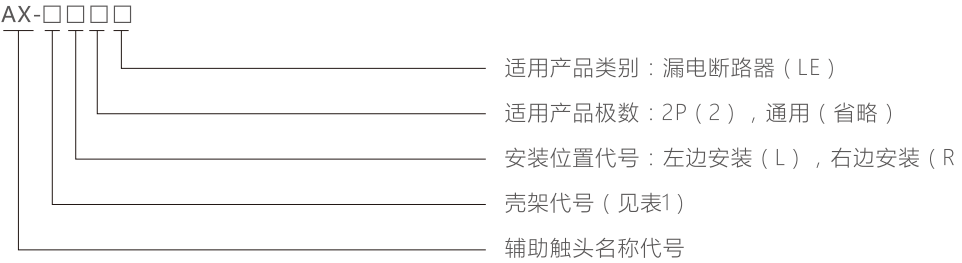 AX-□□□□
适用产品类别：漏电断路器（LE）
适用产品极数：2P（2），通用（省略）
安装位置代号：左边安装（L），右边安装（R
壳架代号（见表1）
辅助触头名称代号